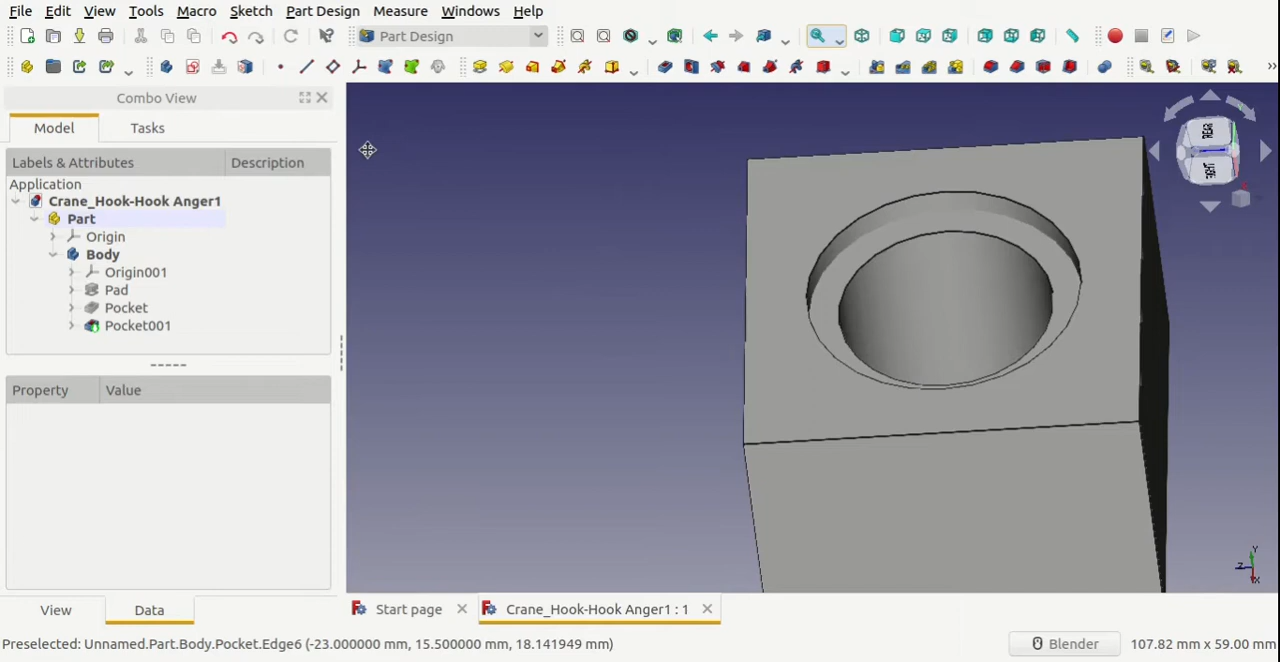 File Edit View Tools Macro Sketch Part Design Measure Windows Help
Part Design
Combo View
Model Tasks
Labels & Attributes Description
Application
Crane_Hook-Hook Anger1
Part
Origin
Body
Origin001
Pad
Pocket
Pocket001
Property Value
REAR
Y
Z X
View Data
Start page Crane_Hook-Hook Anger1 : 1
Preselected: Unnamed.Part.Body.Pocket.Edge6 (-23.000000 mm, 15.500000 mm, 18.141949 mm) Blender 107.82 mm x 59.00 mm